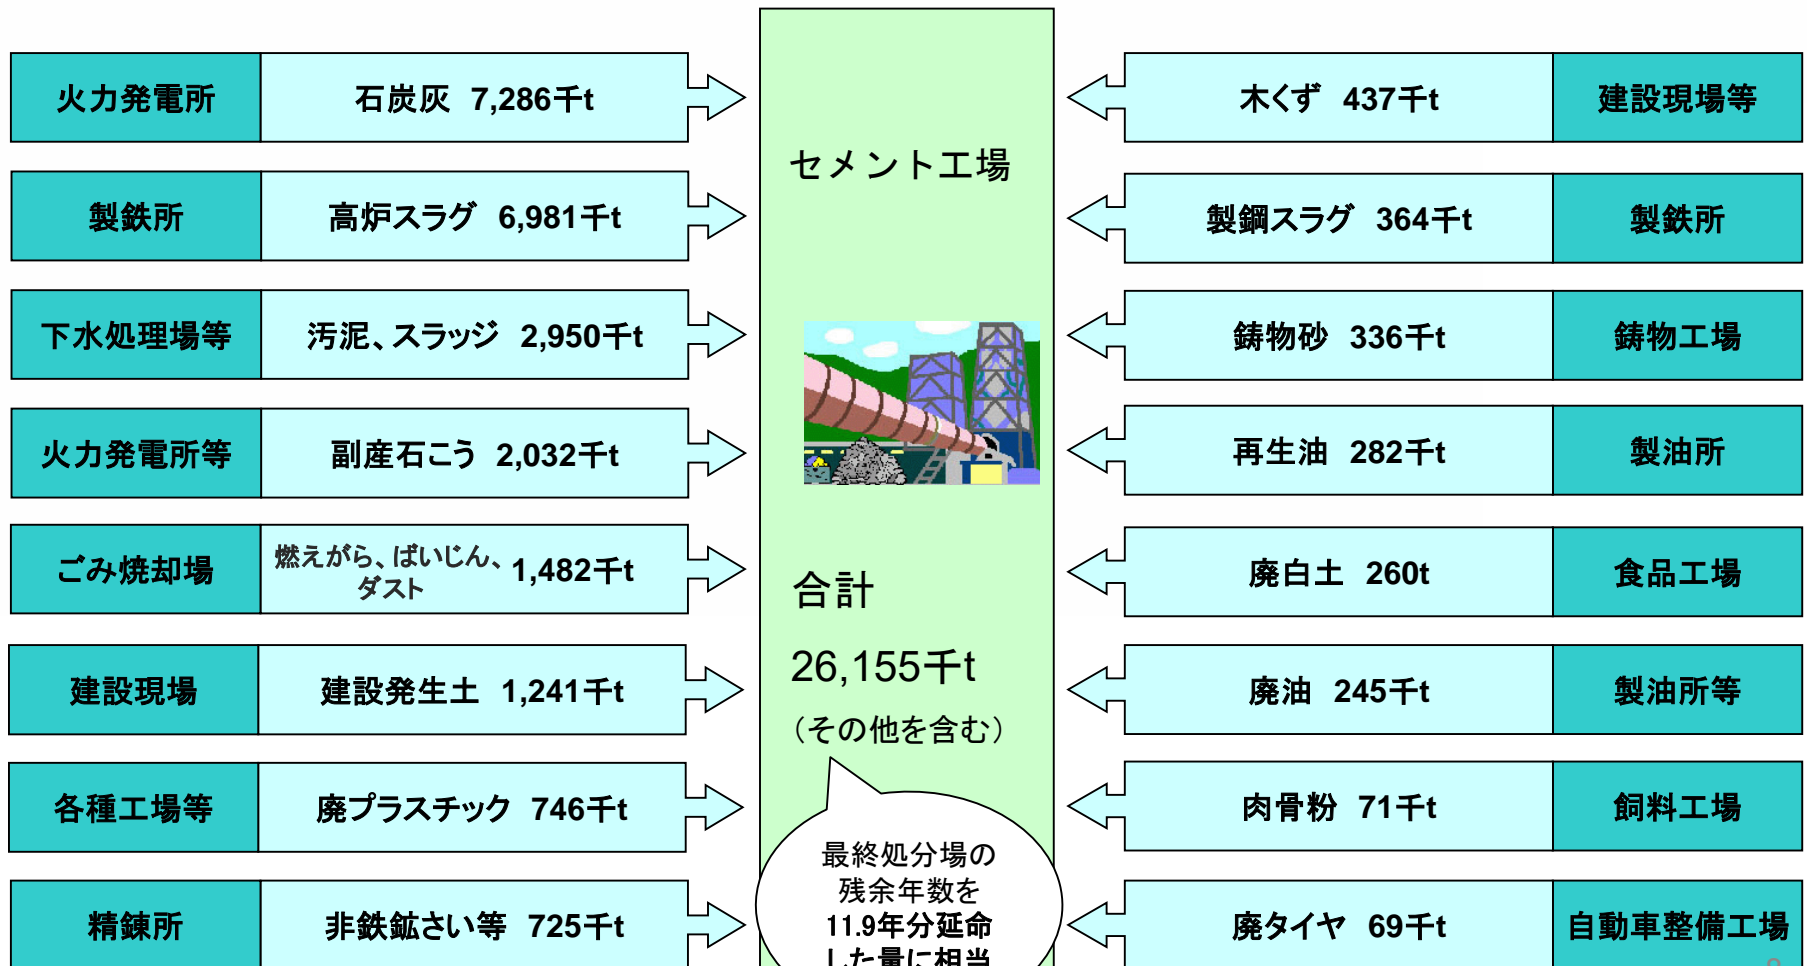 火力発電所 石炭灰 7,286千t
製鉄所 高炉スラグ 6,981千t
下水処理場等 汚泥、スラッジ 2,950千t
火力発電所等 副産石こう 2,032千t
ごみ焼却場 燃えがら、ばいじん、
ダスト 1,482千t
建設現場 建設発生土 1,241千t
各種工場等 廃プラスチック 746千t
精錬所 非鉄鉱さい等 725千t
セメント工場
合計
26,155千t
（その他を含む）
最終処分場の
残余年数を
11.9年分延命
した量に相当
木くず 437千t 建設現場等
製鋼スラグ 364千t 製鉄所
鋳物砂 336千t 鋳物工場
再生油 282千t 製油所
廃白土 260t 食品工場
廃油 245千t 製油所等
肉骨粉 71千t 飼料工場
廃タイヤ 69千t 自動車整備工場